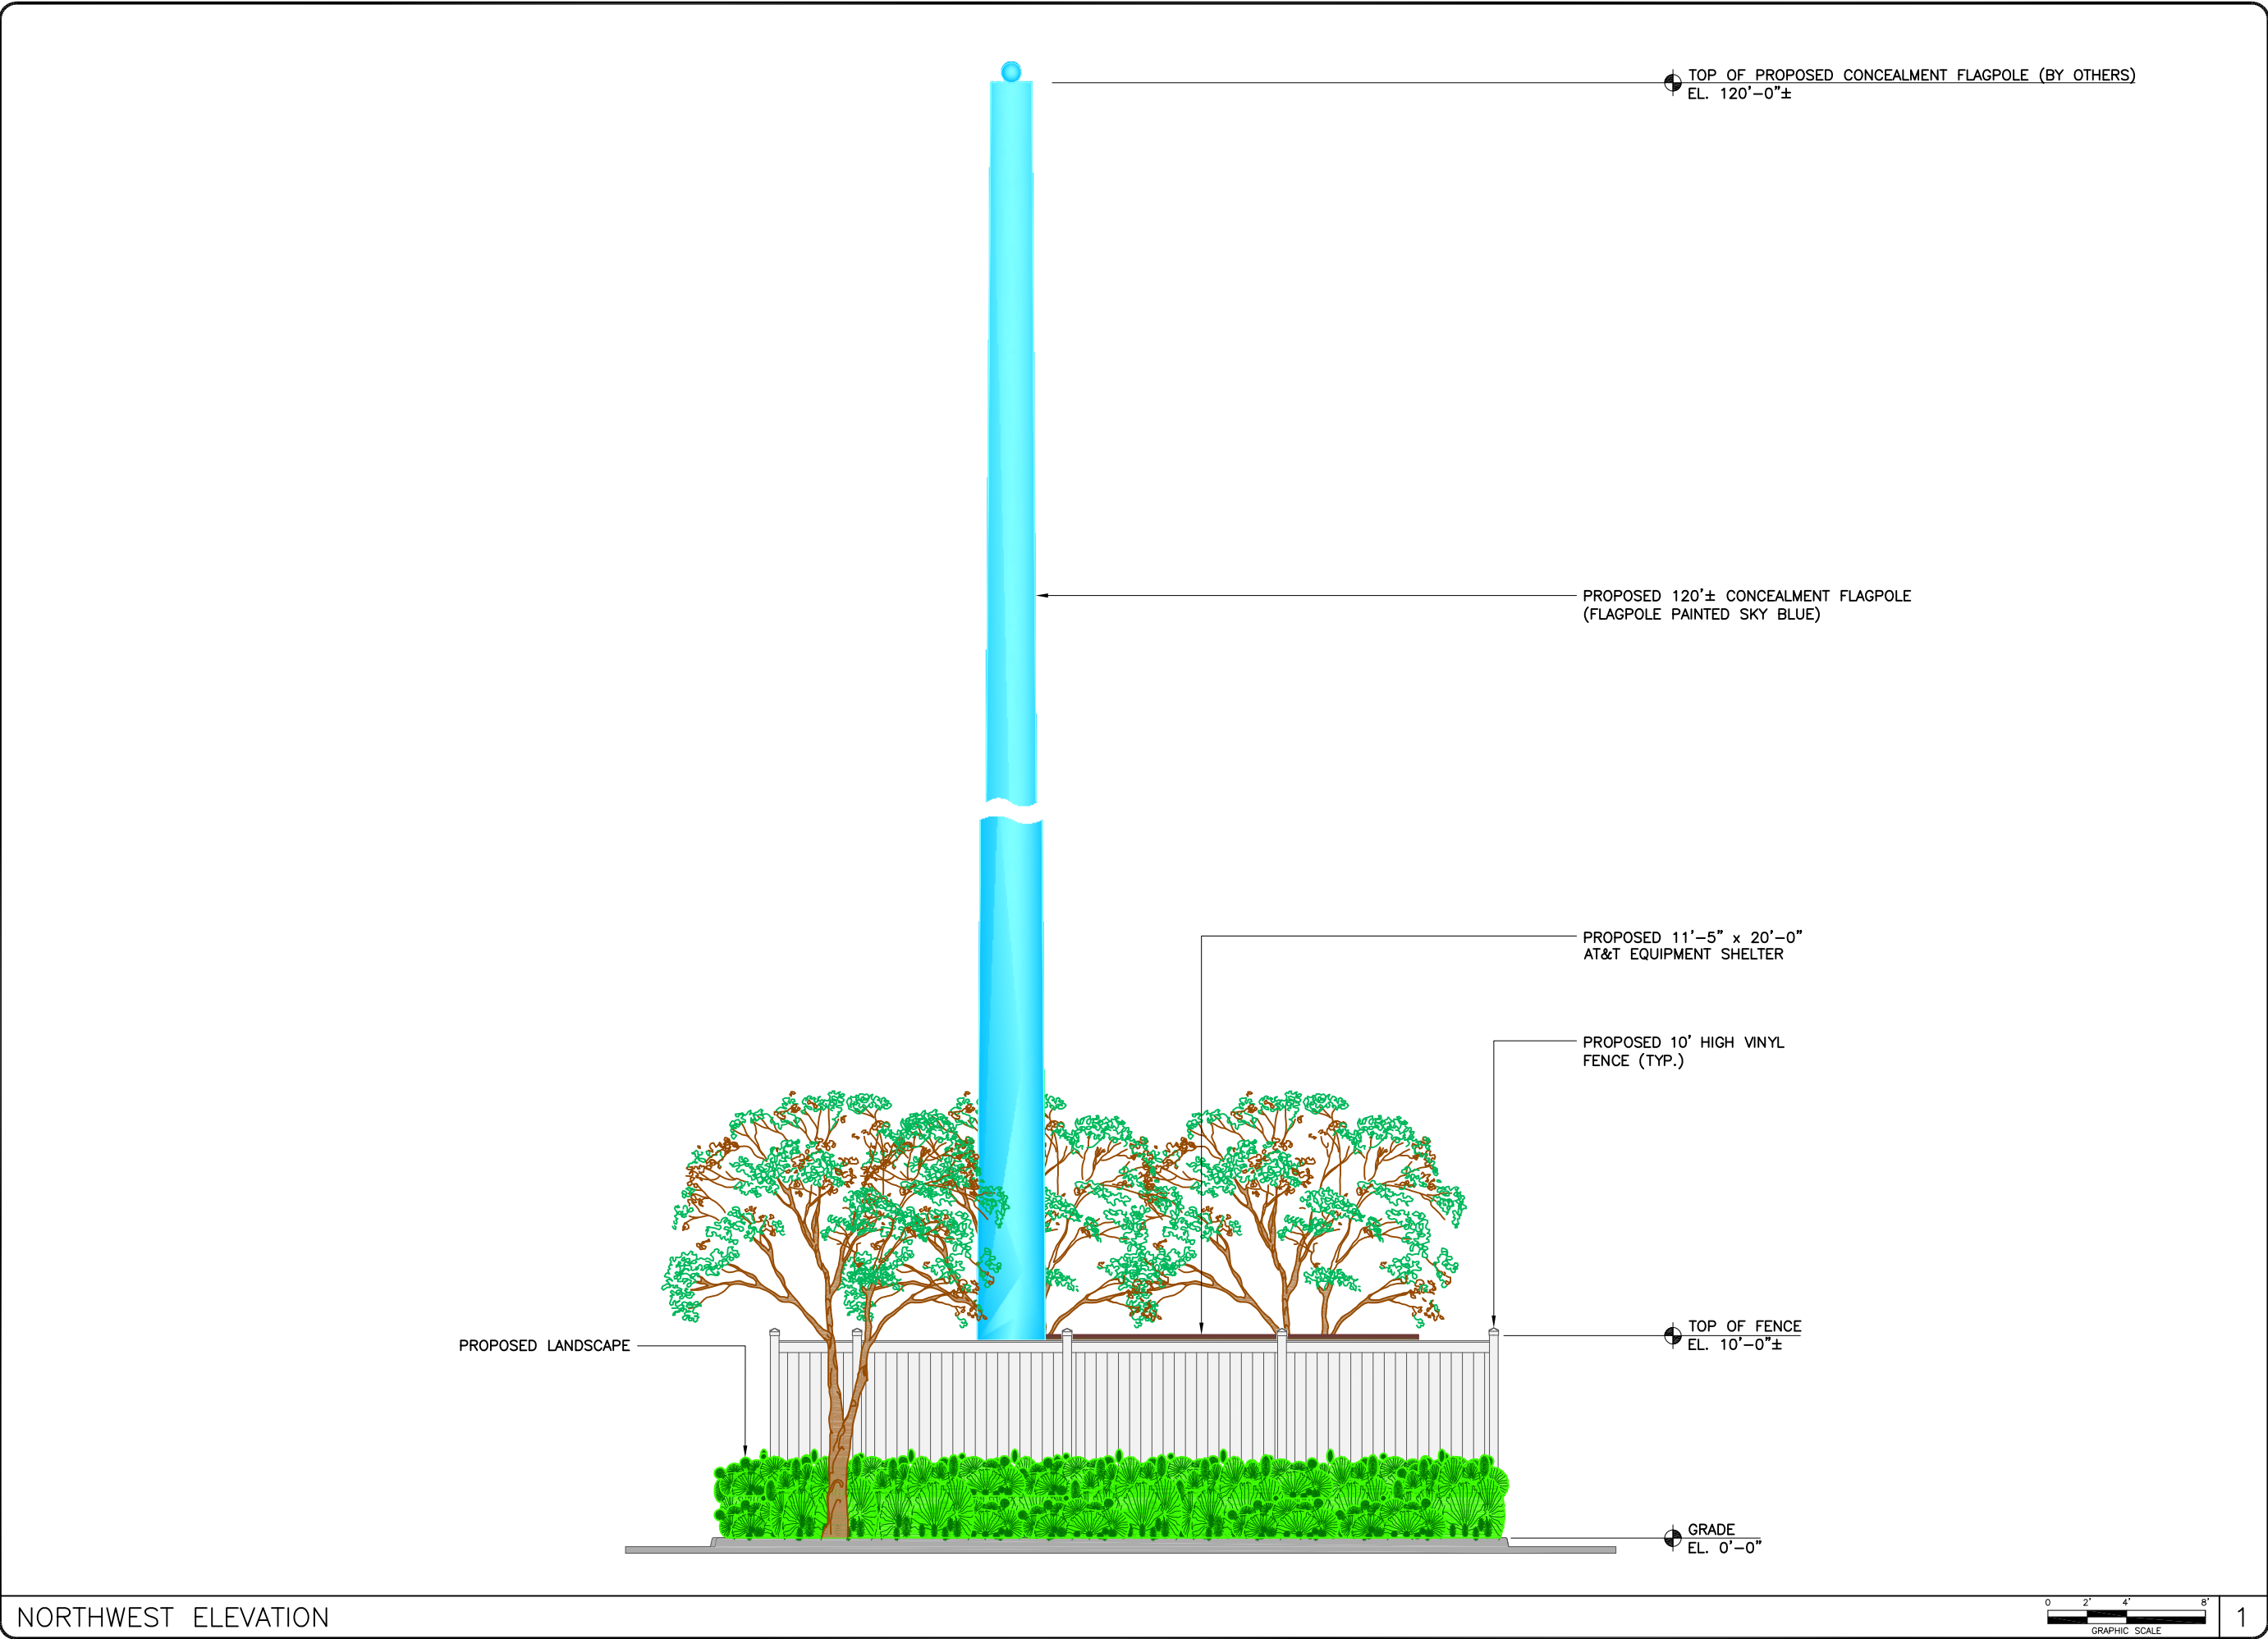 TOP OF PROPOSED CONCEALMENT FLAGPOLE (BY OTHERS)
EL. 120'-0"±
PROPOSED 120'± CONCEALMENT FLAGPOLE
(FLAGPOLE PAINTED SKY BLUE)
PROPOSED 11'-5" x 20'-0"
AT&T EQUIPMENT SHELTER
PROPOSED 10' HIGH VINYL
FENCE (TYP.)
TOP OF FENCE
EL. 10'-0"±
PROPOSED LANDSCAPE
GRADE
EL. 0'-0"
NORTHWEST ELEVATION
0 2' 4' 8'
GRAPHIC SCALE
1